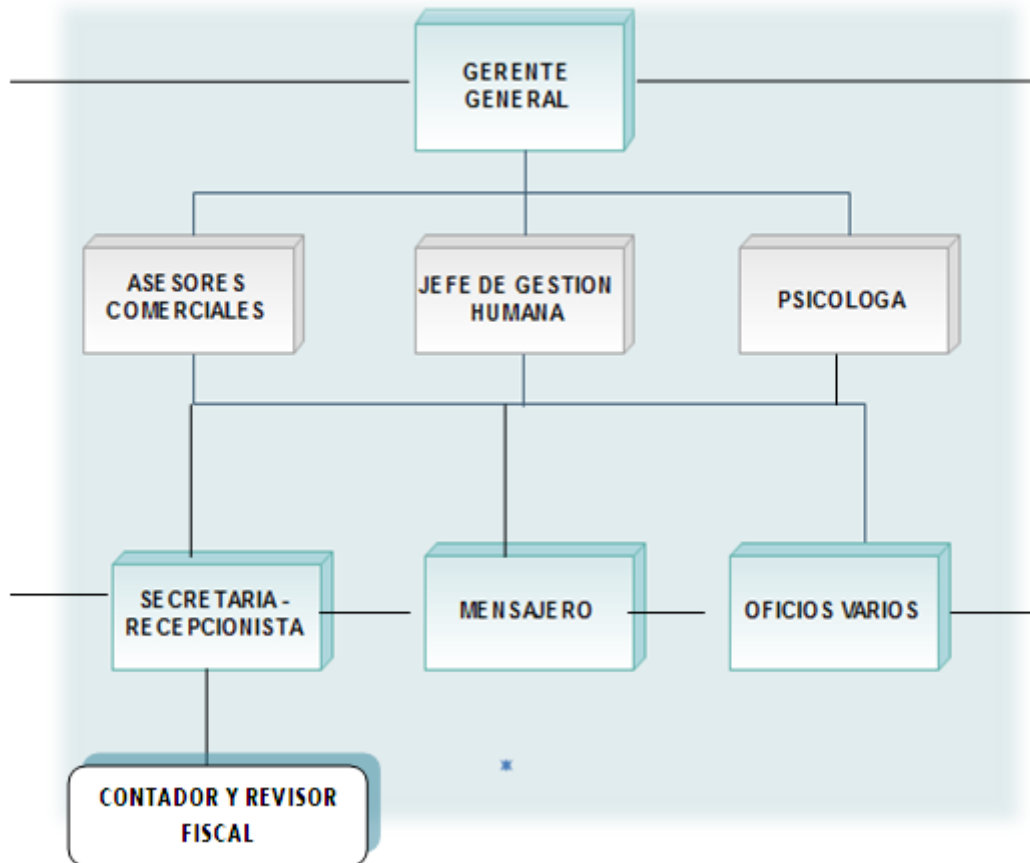 GERENTE
GENERAL
ASESORES
COMERCIALES
JEFE DE GESTION
HUMANA
PSICOLOGA
SECRETARIA -
RECEPCIONISTA
MENSAJERO
OFICIOS VARIOS
CONTADOR Y REVISOR
FISCAL